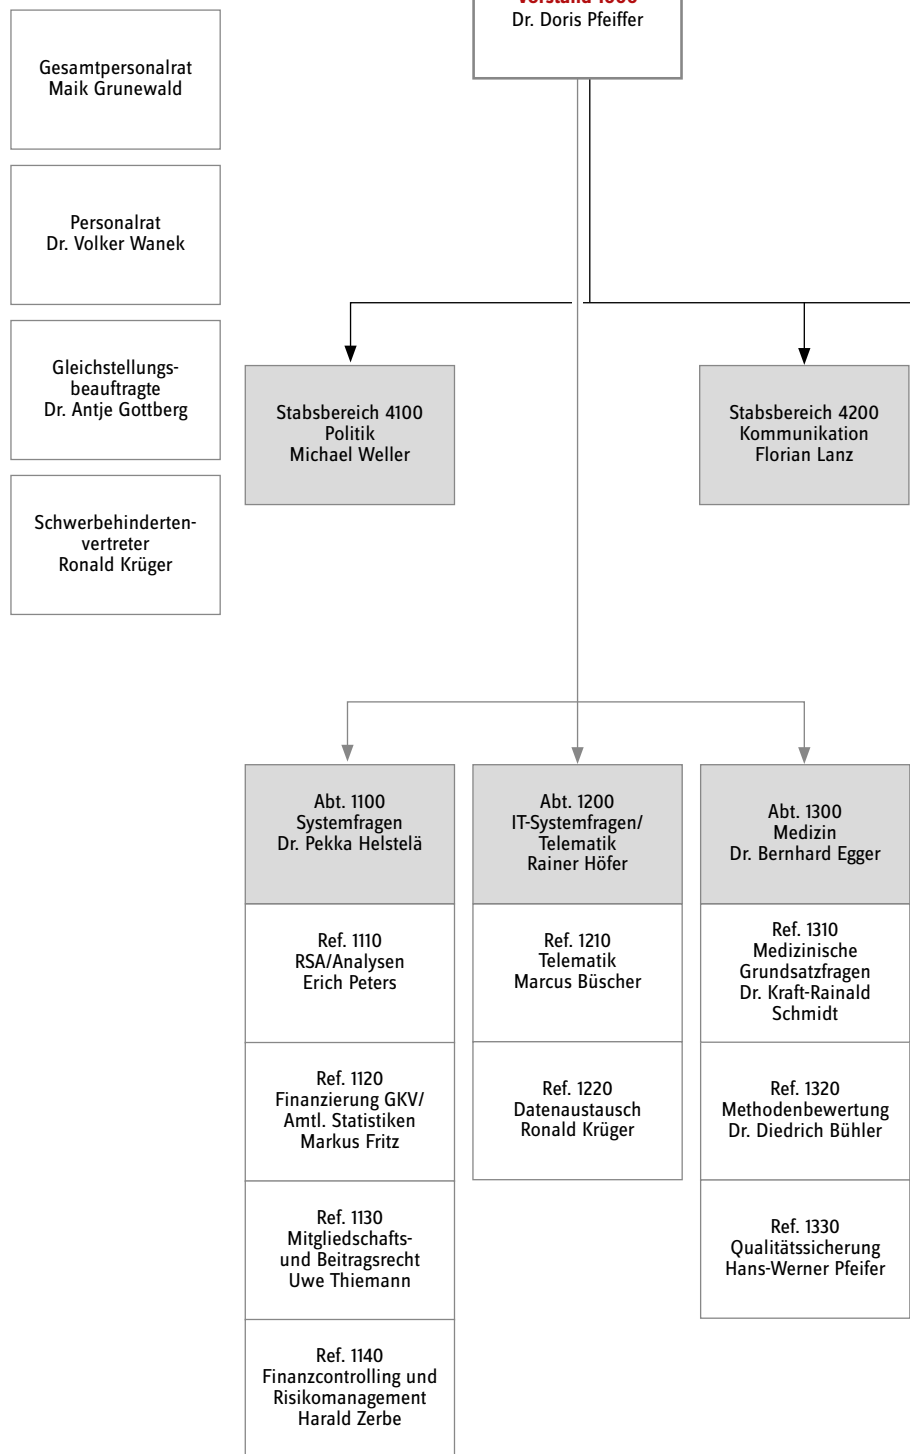 Vorstand 1000
Dr. Doris Pfeiffer
Gesamtpersonalrat
Maik Grunewald
Personalrat
Dr. Volker Wanek
Gleichstellungs-
beauftragte
Dr. Antje Gottberg
Schwerbehinderten-
vertreter
Ronald Krüger
Stabsbereich 4100
Politik
Michael Weller
Stabsbereich 4200
Kommunikation
Florian Lanz
Abt. 1100
Systemfragen
Dr. Pekka Helstelä
Ref. 1110
RSA/Analysen
Erich Peters
Ref. 1120
Finanzierung GKV/
Amtl. Statistiken
Markus Fritz
Ref. 1130
Mitgliedschafts-
und Beitragsrecht
Uwe Thiemann
Ref. 1140
Finanzcontrolling und
Risikomanagement
Harald Zerbe
Abt. 1200
IT-Systemfragen/
Telematik
Rainer Höfer
Ref. 1210
Telematik
Marcus Büscher
Ref. 1220
Datenaustausch
Ronald Krüger
Abt. 1300
Medizin
Dr. Bernhard Egger
Ref. 1310
Medizinische
Grundsatzfragen
Dr. Kraft-Rainald
Schmidt
Ref. 1320
Methodenbewertung
Dr. Diedrich Bühler
Ref. 1330
Qualitätssicherung
Hans-Werner Pfeifer